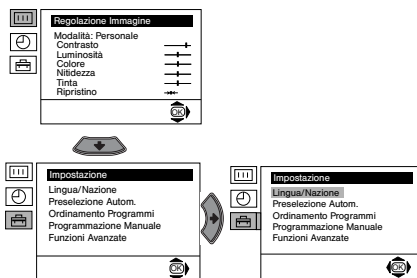 Regolazione Immagine
Modalità: Personale
Contrasto
Luminosità
Colore
Nitidezza
Tinta
Ripristino
OK
Impostazione
Lingua/Nazione
Preselezione Autom.
Ordinamento Programmi
Programmazione Manuale
Funzioni Avanzate
OK
Impostazione
Lingua/Nazione
Preselezione Autom.
Ordinamento Programmi
Programmazione Manuale
Funzioni Avanzate
OK